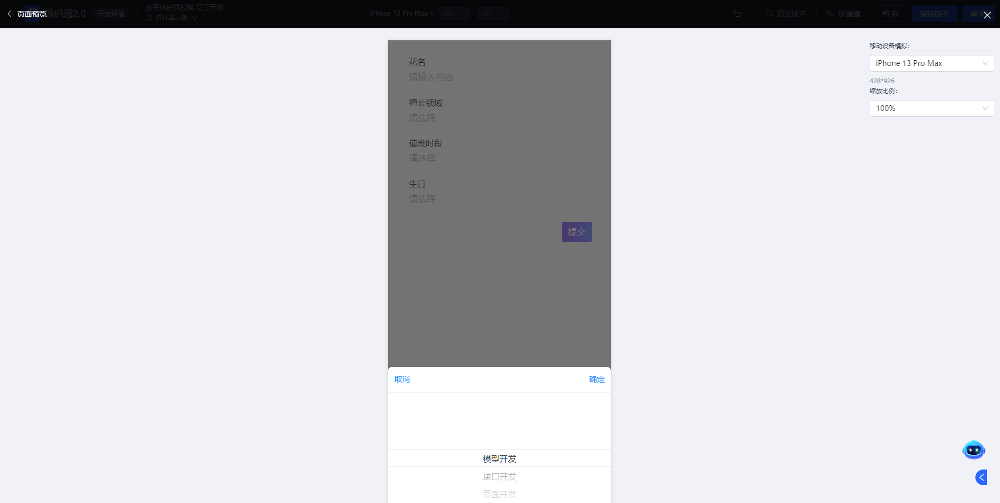 页面预览
编码通2.0
开发环境
应用UI样式模板-员工天地
选择器示例
iPhone 13 Pro Max
428 × 926
历史版本
快捷键
暂 存
保存版本
编
花名
请输入内容
擅长领域
请选择
值班时段
请选择
生日
请选择
提交
取消
确定
模型开发
接口开发
页面开发
移动设备模拟：
iPhone 13 Pro Max
428*926
缩放比例：
100%